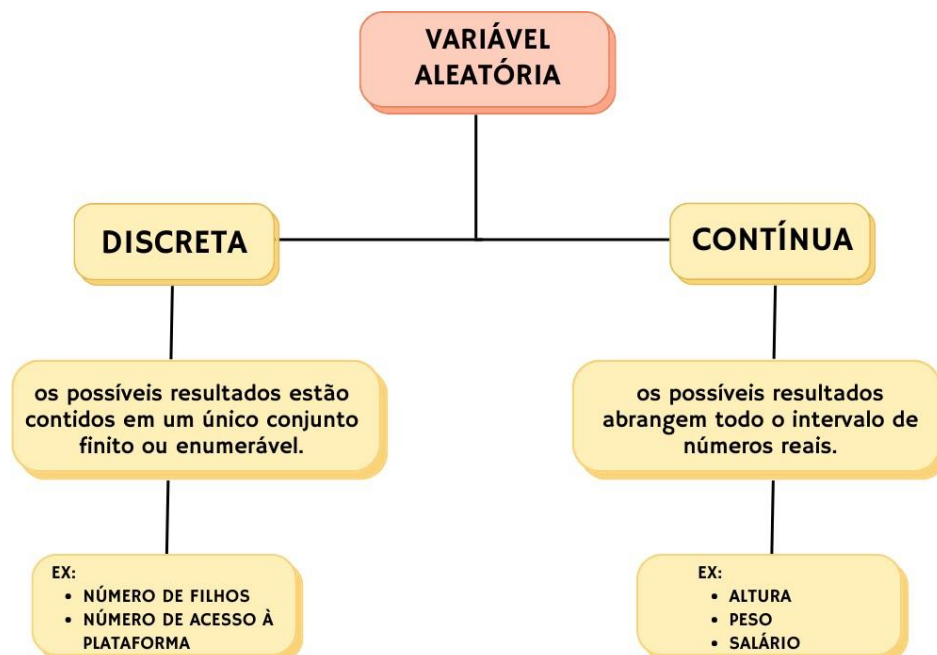 VARIÁVEL
ALEATÓRIA
DISCRETA
CONTÍNUA
os possíveis resultados estão
contidos em um único conjunto
finito ou enumerável.
os possíveis resultados
abrangem todo o intervalo de
números reais.
EX:
• NÚMERO DE FILHOS
• NÚMERO DE ACESSO À
PLATAFORMA
EX:
• ALTURA
• PESO
• SALÁRIO